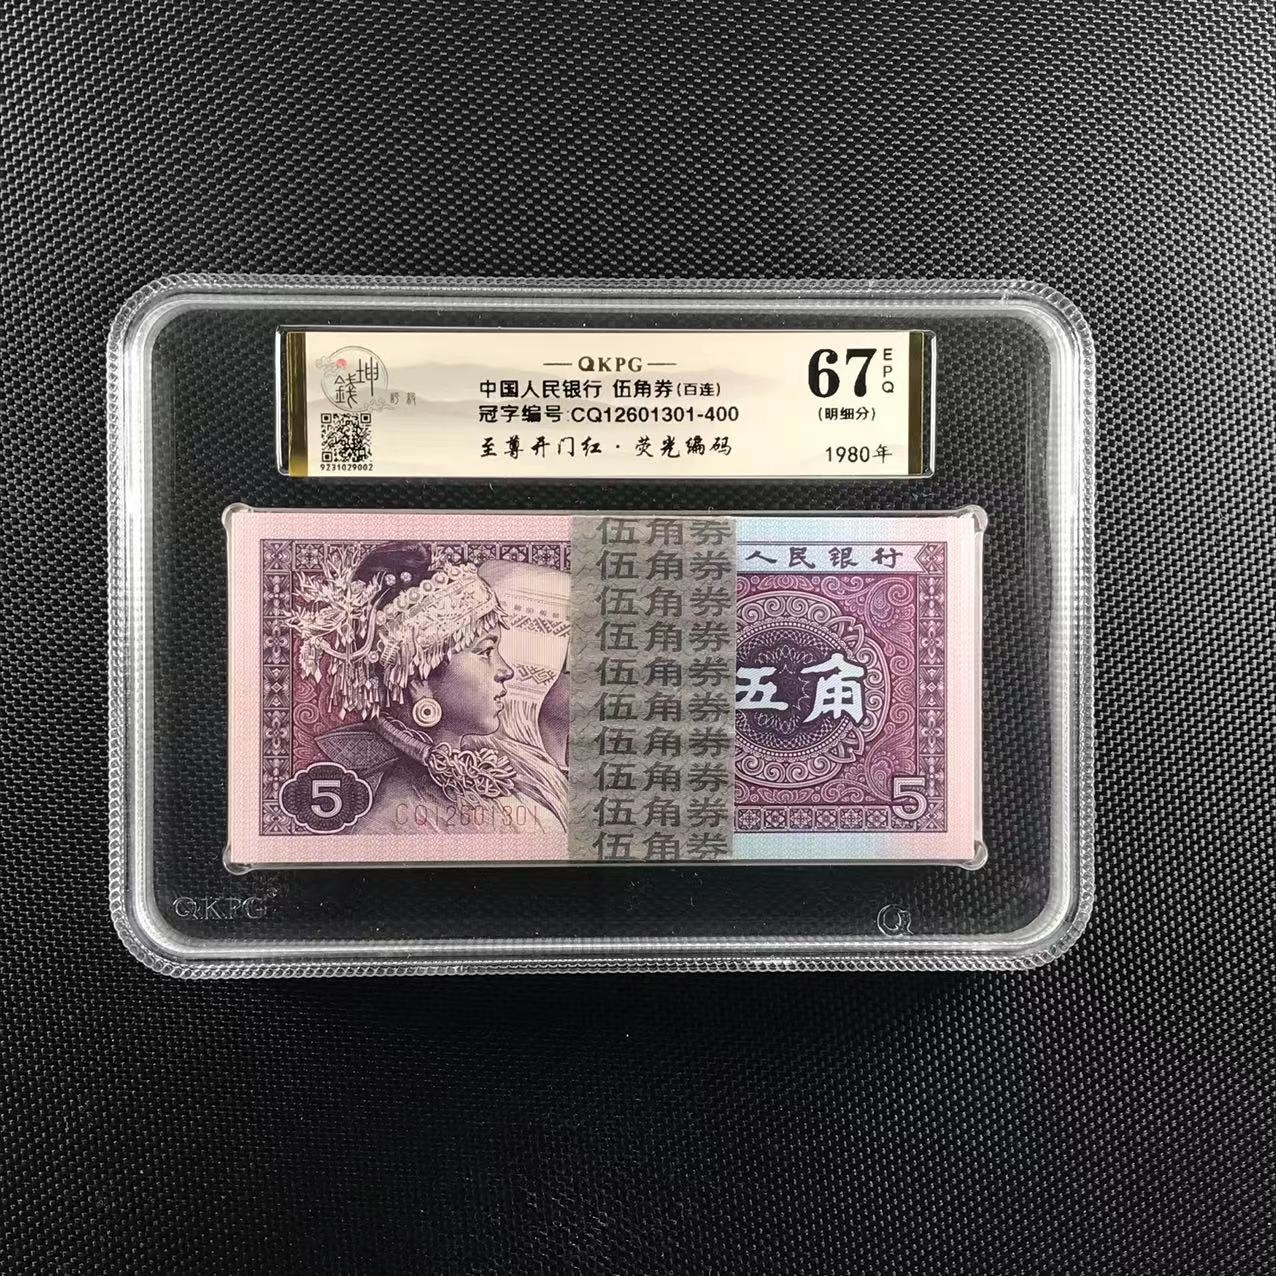 QKPG
67 EPQ
坤
錢
中国人民银行 伍角券(百连)
冠字编号:CQ12601301-400
(明细分)
至尊开门红·荧光编码
1980年
9231029002
伍角券
伍角券
伍角券
伍角券
伍角券
伍角券
伍角券
伍角券
伍角券
伍角券
人民银行
五角
5
CQ12601301
5
QKPG
Q